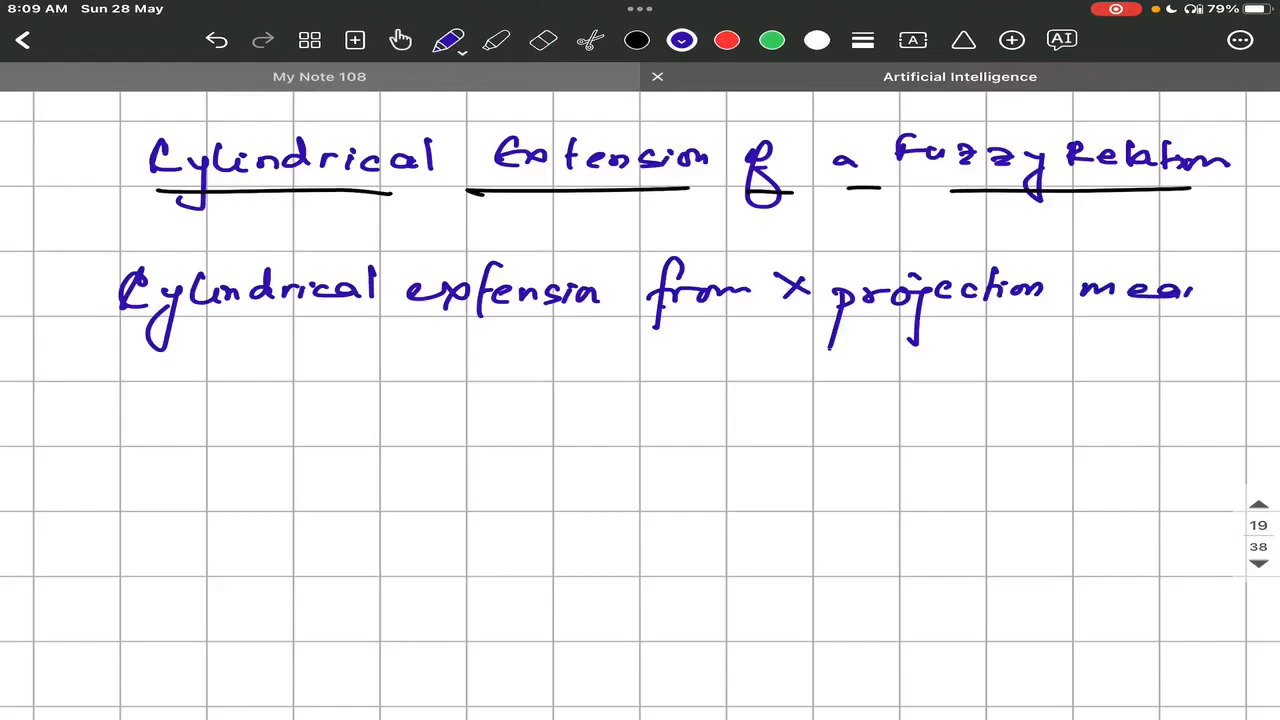 8:09 AM Sun 28 May
79%
My Note 108
Artificial Intelligence
Cylindrical Extension of a Fuzzy Relation
Cylindrical extension from X projection mea
19
38